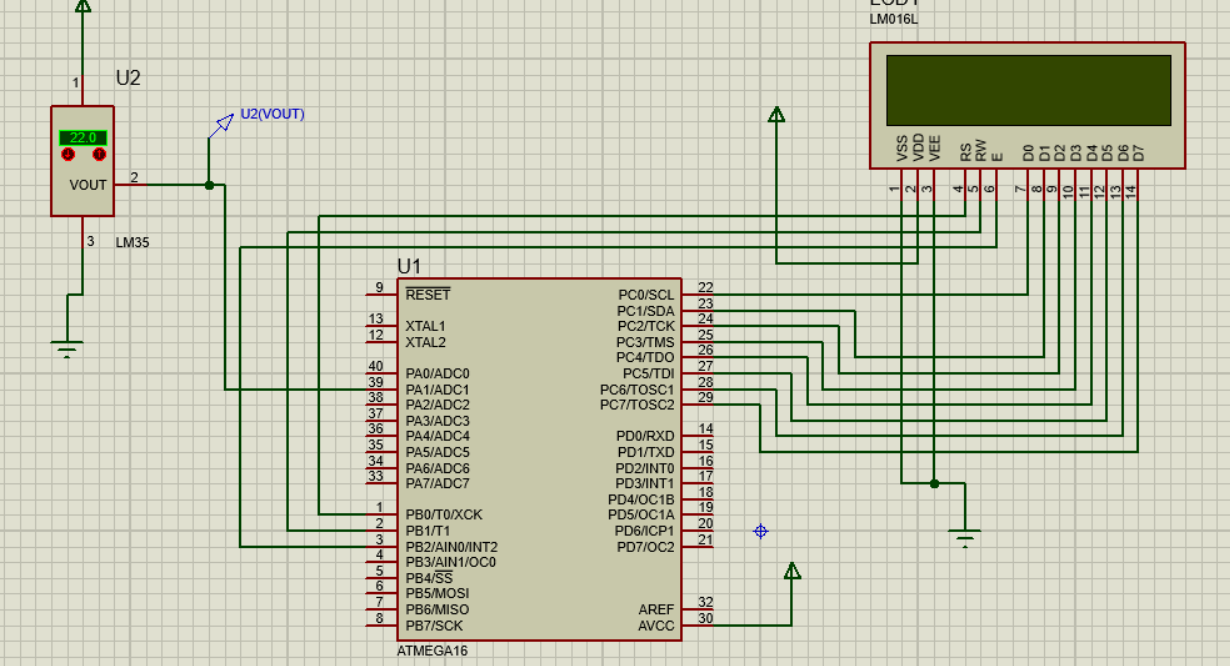 LM016L
U2
1
U2(VOUT)
22.0
VOUT
2
3
LM35
VSS
VDD
VEE
RS
RW
E
D0
D1
D2
D3
D4
D5
D6
D7
1
2
3
4
5
6
7
8
9
10
11
12
13
14
U1
9 RESET PC0/SCL 22
PC1/SDA 23
13 XTAL1 PC2/TCK 24
12 XTAL2 PC3/TMS 25
PC4/TDO 26
40 PA0/ADC0 PC5/TDI 27
39 PA1/ADC1 PC6/TOSC1 28
38 PA2/ADC2 PC7/TOSC2 29
37 PA3/ADC3
36 PA4/ADC4 PD0/RXD 14
35 PA5/ADC5 PD1/TXD 15
34 PA6/ADC6 PD2/INT0 16
33 PA7/ADC7 PD3/INT1 17
PD4/OC1B 18
1 PB0/T0/XCK PD5/OC1A 19
2 PB1/T1 PD6/ICP1 20
3 PB2/AIN0/INT2 PD7/OC2 21
4 PB3/AIN1/OC0
5 PB4/SS
6 PB5/MOSI
7 PB6/MISO AREF 32
8 PB7/SCK AVCC 30
ATMEGA16